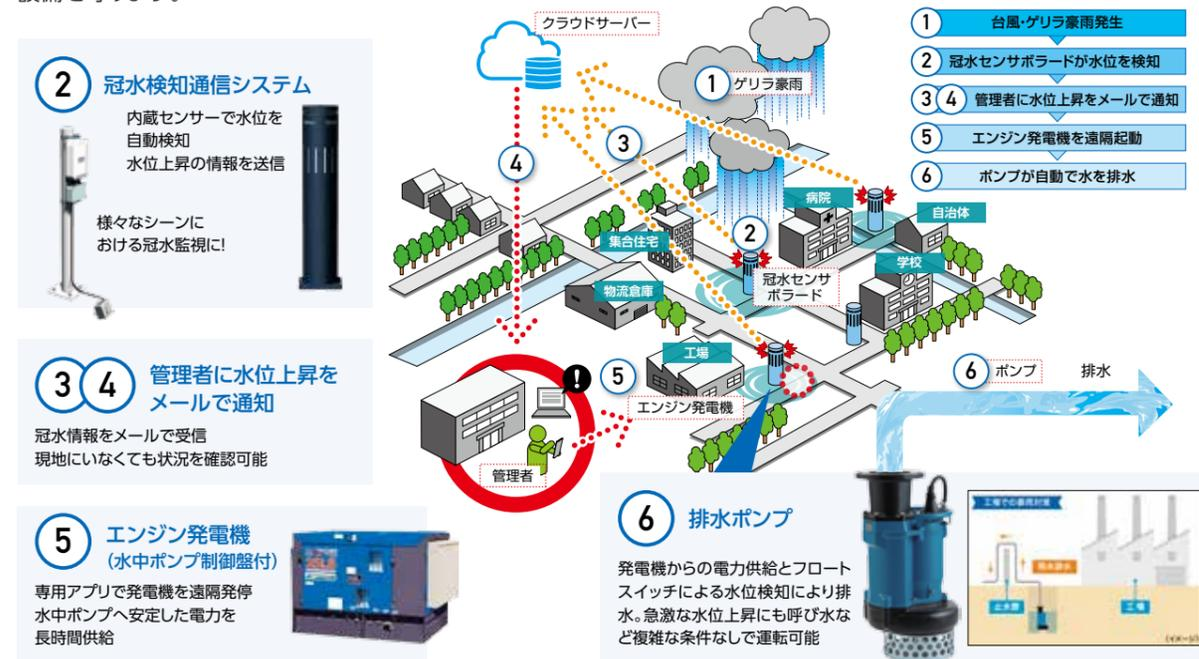 設備を守ります。
クラウドサーバー
1 ゲリラ豪雨
1 台風・ゲリラ豪雨発生
2 冠水センサボラードが水位を検知
3 4 管理者に水位上昇をメールで通知
5 エンジン発電機を遠隔起動
6 ポンプが自動で水を排水
2 冠水検知通信システム
内蔵センサーで水位を
自動検知
水位上昇の情報を送信
様々なシーンに
おける冠水監視に!
3
4
病院
自治体
2
集合住宅
学校
冠水センサ
ボラード
物流倉庫
工場
5
エンジン発電機
!
管理者
6 ポンプ
排水
3 4 管理者に水位上昇を
メールで通知
冠水情報をメールで受信
現地にいなくても状況を確認可能
5 エンジン発電機
(水中ポンプ制御盤付)
専用アプリで発電機を遠隔発停
水中ポンプへ安定した電力を
長時間供給
6 排水ポンプ
発電機からの電力供給とフロート
スイッチによる水位検知により排
水。急激な水位上昇にも呼び水な
ど複雑な条件なしで運転可能
工場